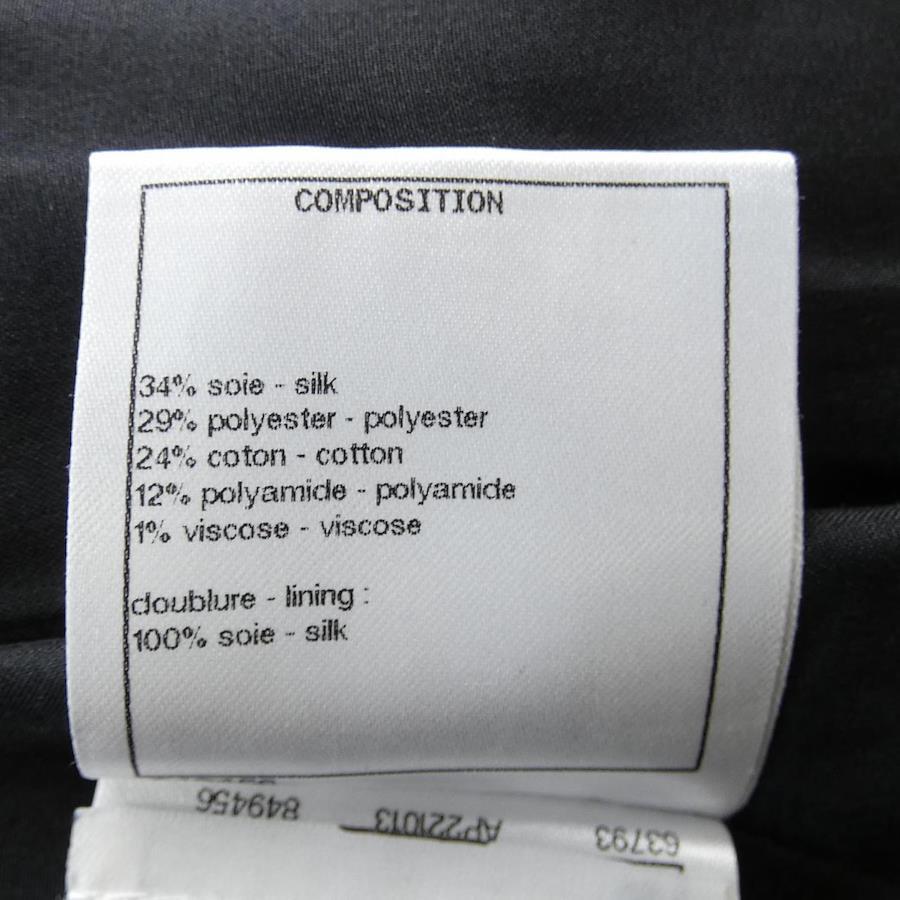 COMPOSITION
34% soie - silk
29% polyester - polyester
24% coton - cotton
12% polyamide - polyamide
1% viscose - viscose
doublure - lining :
100% soie - silk
63793 AP221013 849456